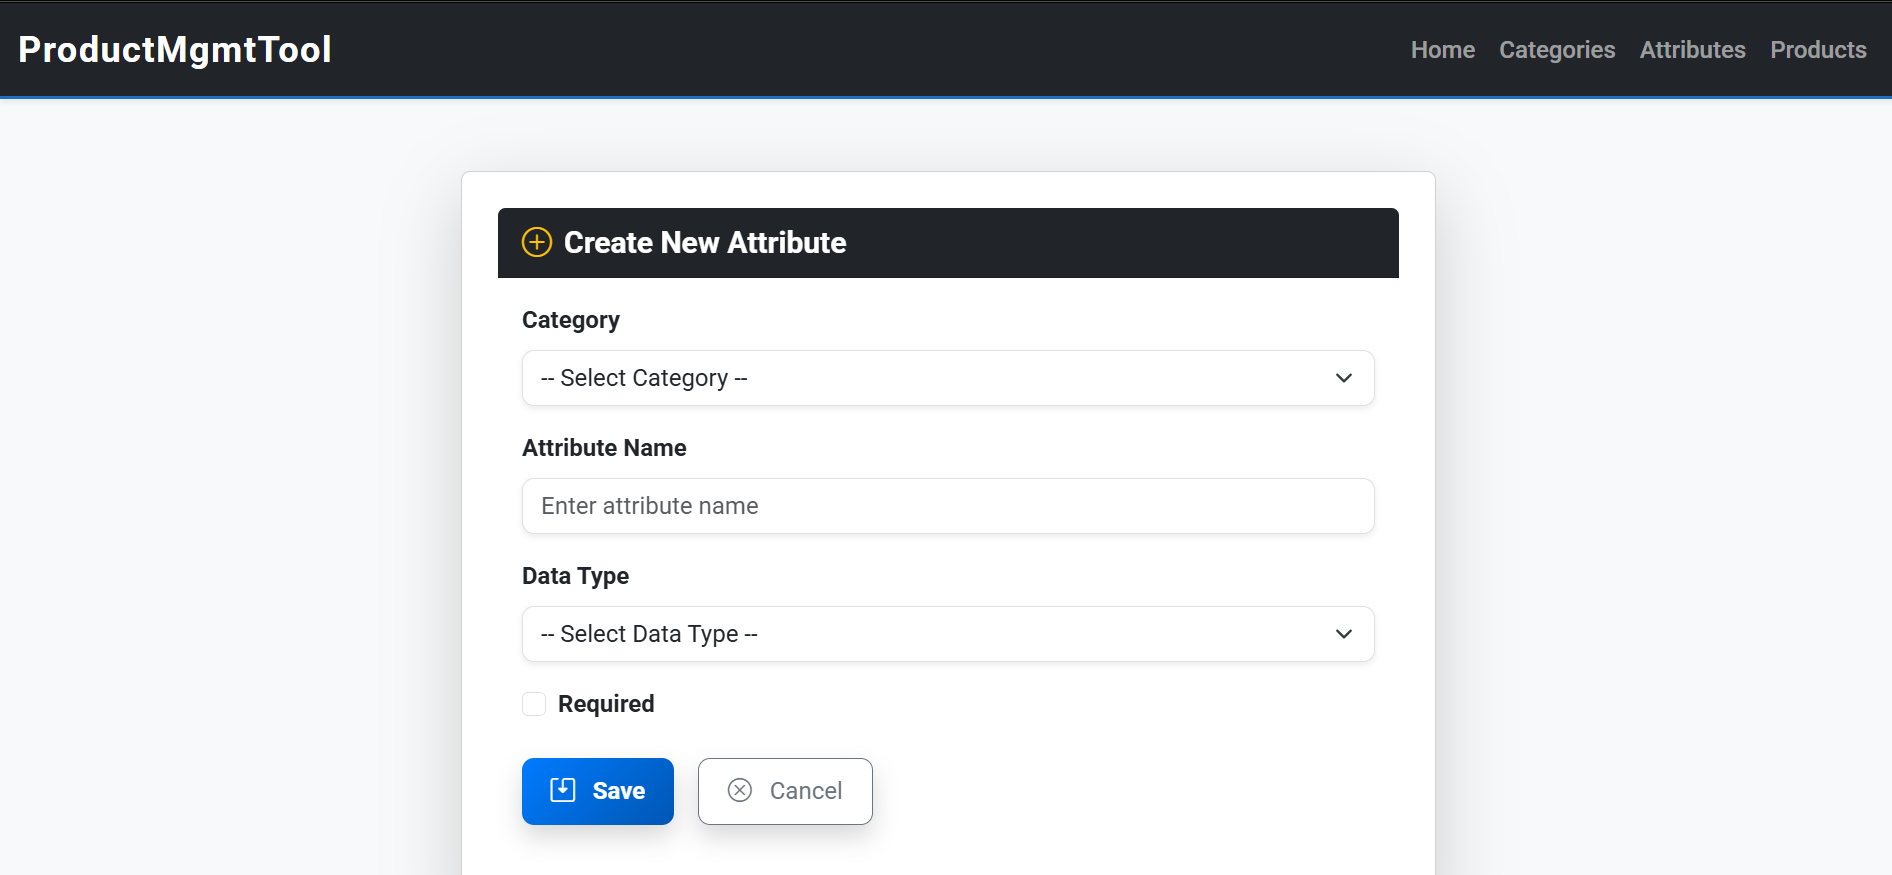 ProductMgmtTool
Home Categories Attributes Products
Create New Attribute
Category
-- Select Category --
Attribute Name
Enter attribute name
Data Type
-- Select Data Type --
Required
Save Cancel